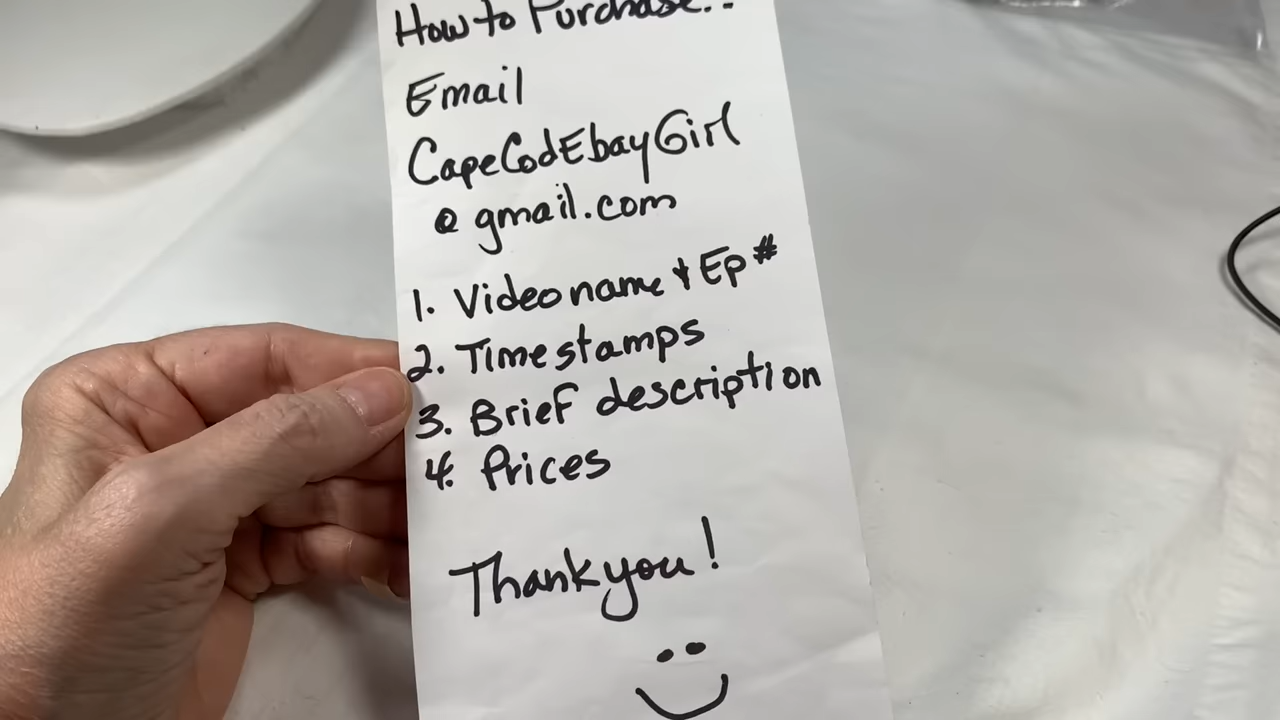 How to Purchase..
Email
CapeCodEbayGirl
@ gmail.com
1. Video name & Ep #
2. Timestamps
3. Brief description
4. Prices
Thank you!